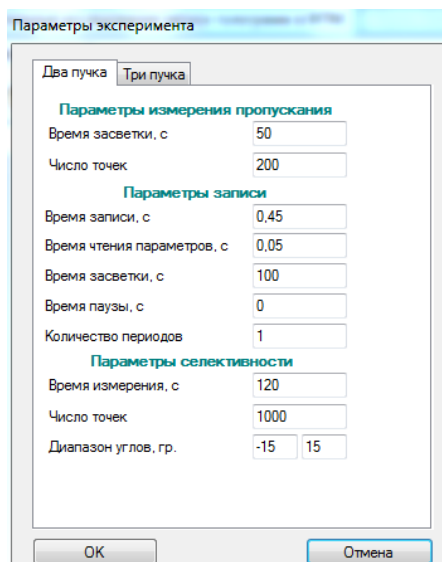 Параметры эксперимента
Два пучка Три пучка
Параметры измерения пропускания
Время засветки, с 50
Число точек 200
Параметры записи
Время записи, с 0,45
Время чтения параметров, с 0,05
Время засветки, с 100
Время паузы, с 0
Количество периодов 1
Параметры селективности
Время измерения, с 120
Число точек 1000
Диапазон углов, гр. -15 15
OK Отмена